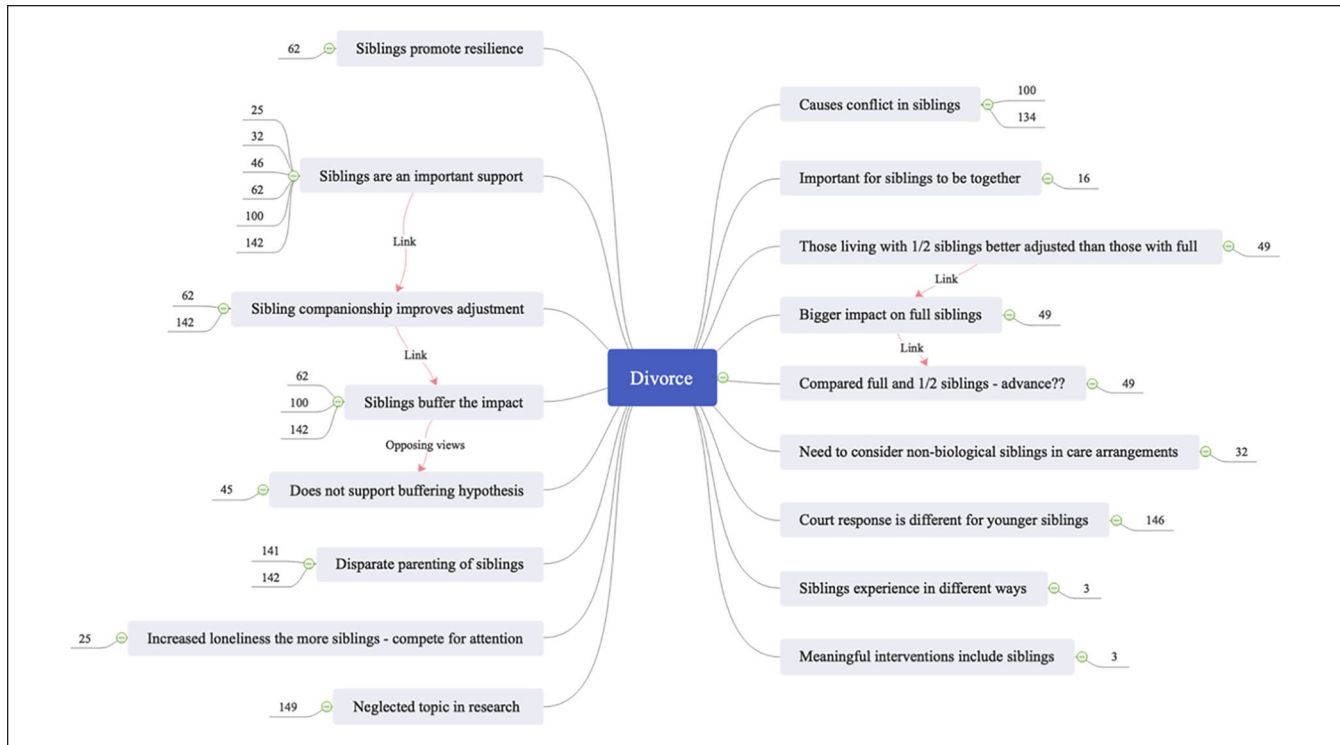 Divorce
Siblings promote resilience
62
Siblings are an important support
25
32
46
62
100
142
Link
Sibling companionship improves adjustment
62
142
Link
Siblings buffer the impact
62
100
142
Opposing views
Does not support buffering hypothesis
45
Disparate parenting of siblings
141
142
Increased loneliness the more siblings - compete for attention
25
Neglected topic in research
149
Causes conflict in siblings
100
134
Important for siblings to be together
16
Those living with 1/2 siblings better adjusted than those with full
49
Link
Bigger impact on full siblings
49
Link
Compared full and 1/2 siblings - advance??
49
Need to consider non-biological siblings in care arrangements
32
Court response is different for younger siblings
146
Siblings experience in different ways
3
Meaningful interventions include siblings
3